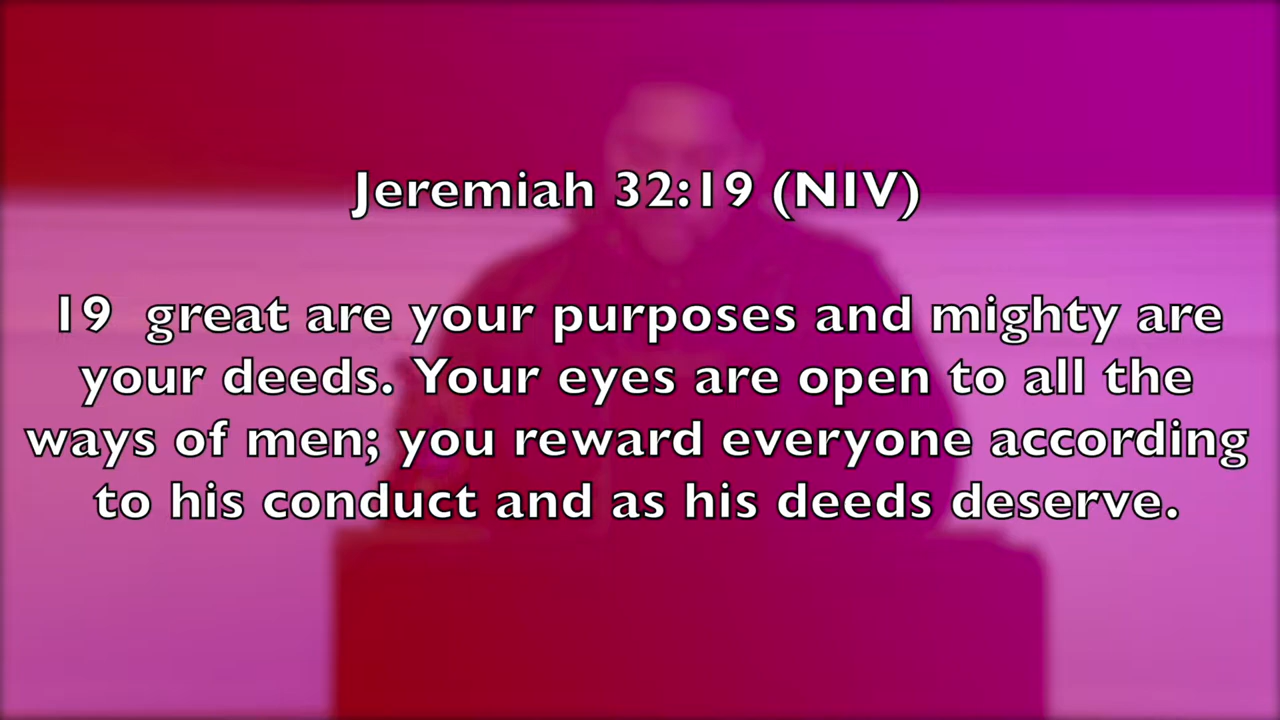 Jeremiah 32:19 (NIV)
19 great are your purposes and mighty are
your deeds. Your eyes are open to all the
ways of men; you reward everyone according
to his conduct and as his deeds deserve.